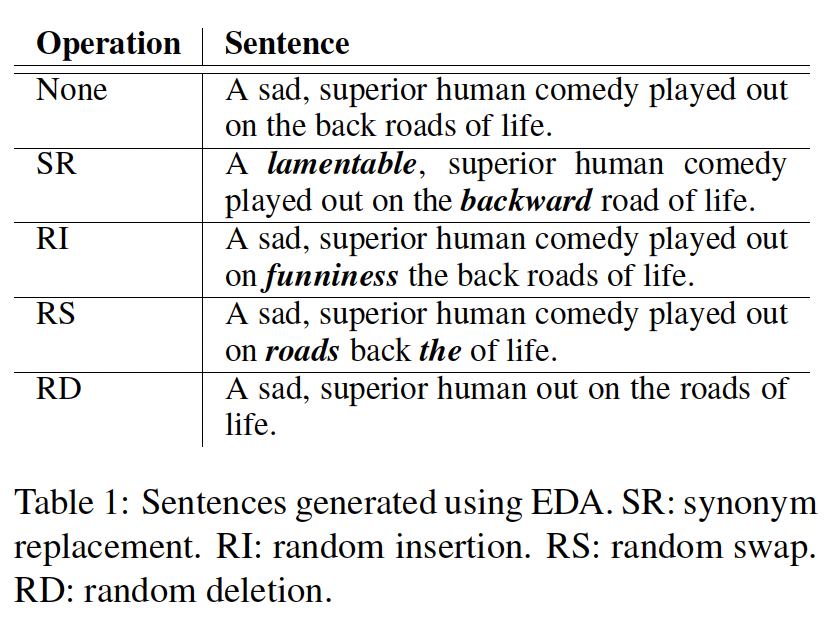 Operation Sentence
None A sad, superior human comedy played out
on the back roads of life.
SR A lamentable, superior human comedy
played out on the backward road of life.
RI A sad, superior human comedy played out
on funniness the back roads of life.
RS A sad, superior human comedy played out
on roads back the of life.
RD A sad, superior human out on the roads of
life.
Table 1: Sentences generated using EDA. SR: synonym
replacement. RI: random insertion. RS: random swap.
RD: random deletion.